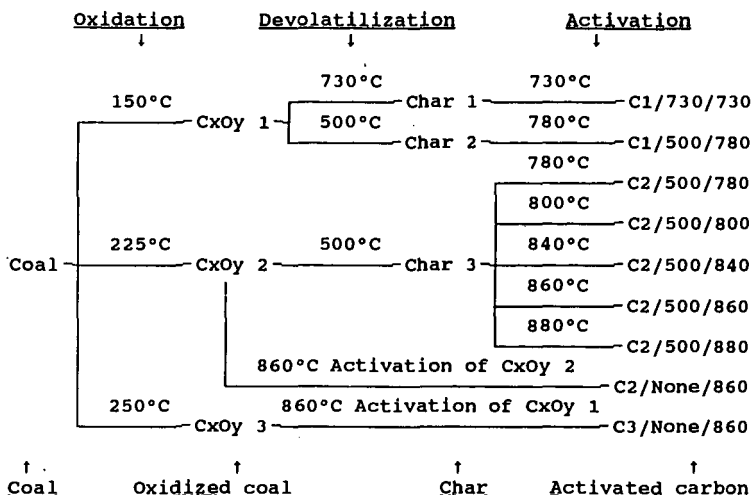 Oxidation Devolatilization Activation
↓ ↓ ↓
730°C 730°C
150°C Char 1 C1/730/730
500°C 780°C
CxOy 1 Char 2 C1/500/780
780°C
C2/500/780
800°C
C2/500/800
225°C 500°C 840°C
Coal CxOy 2 Char 3 C2/500/840
860°C
C2/500/860
880°C
C2/500/880
860°C Activation of CxOy 2
C2/None/860
250°C 860°C Activation of CxOy 1
CxOy 3 C3/None/860
↑ ↑ ↑ ↑
Coal Oxidized coal Char Activated carbon